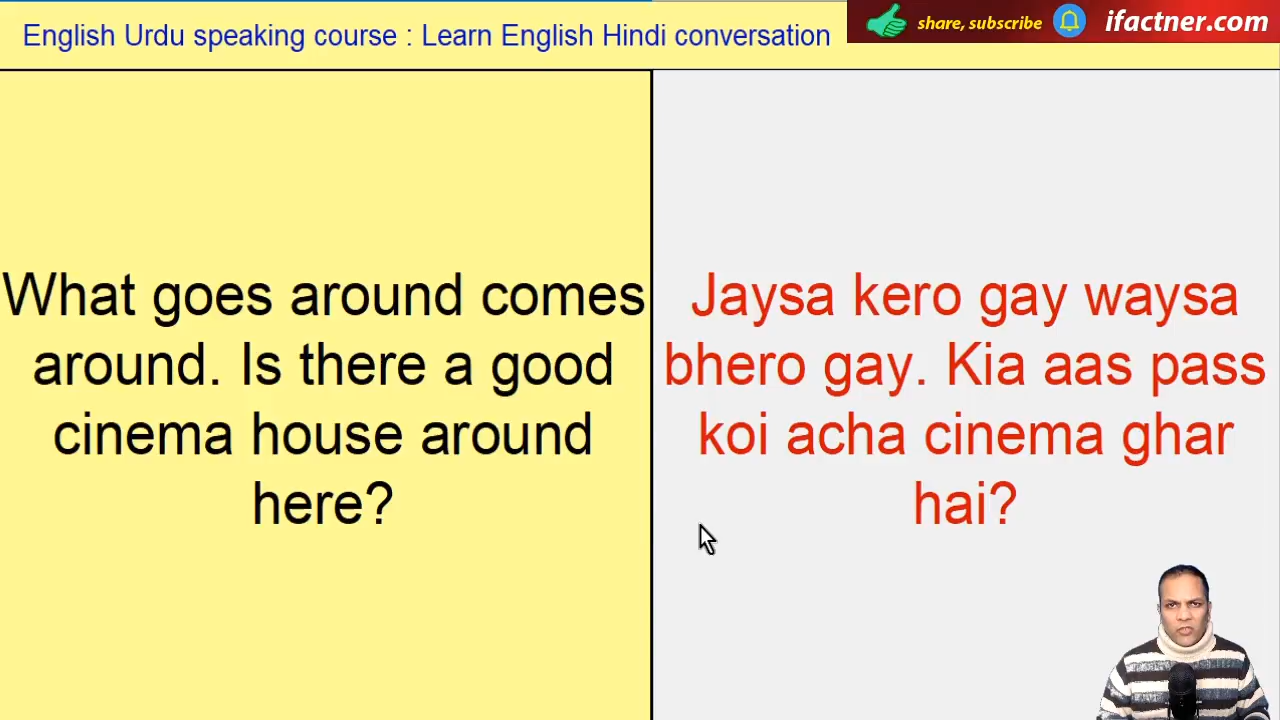 English Urdu speaking course : Learn English Hindi conversation
share, subscribe
ifactner.com
What goes around comes
around. Is there a good
cinema house around
here?
Jaysa kero gay waysa
bhero gay. Kia aas pass
koi acha cinema ghar
hai?